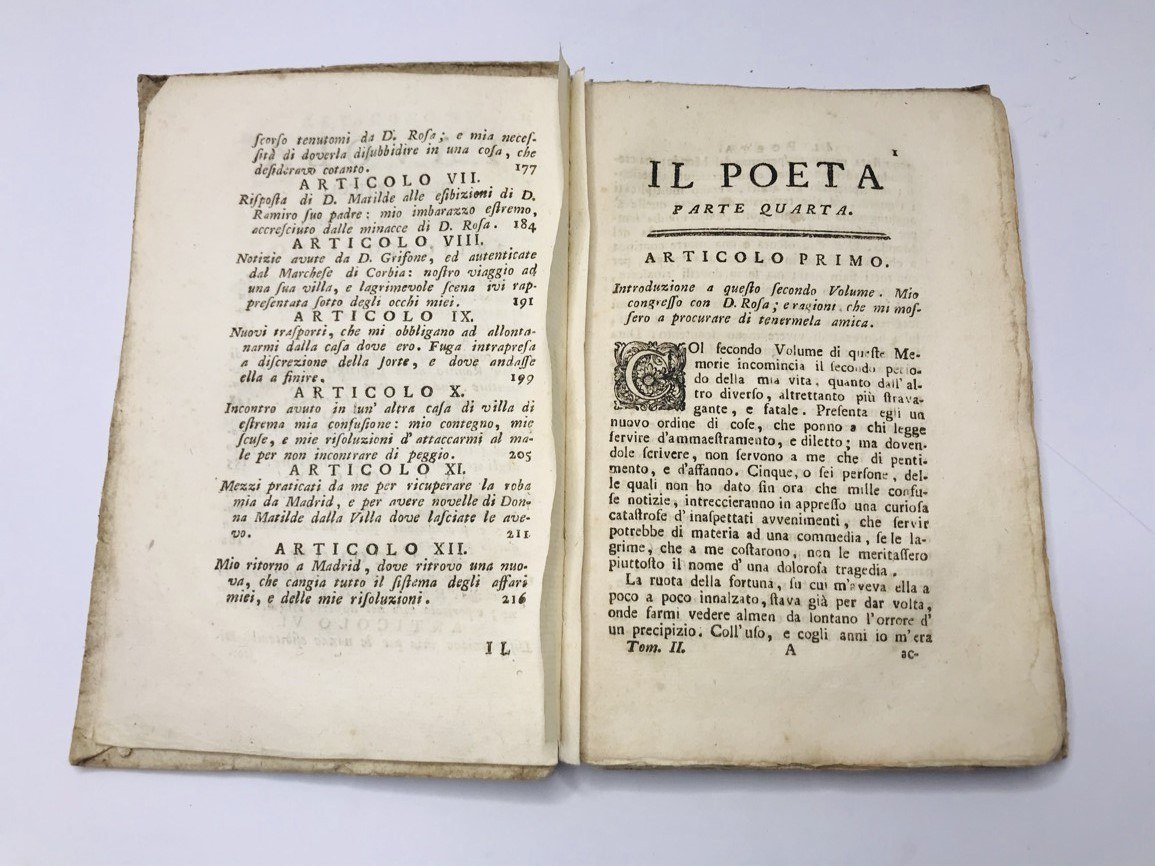 ſcorſo tenutomi da D. Roſa; e mia neceſ-
ſità di doverla diſubbidire in una coſa, che
deſideravo cotanto. 177
ARTICOLO VII.
Riſpoſta di D. Matilde alle eſibizioni di D.
Ramiro ſuo padre: mio imbarazzo eſtremo,
accreſciuto dalle minacce di D. Roſa. 184
ARTICOLO VIII.
Notizie avute da D. Grifone, ed autenticate
dal Marcheſe di Corbia: noſtro viaggio ad
una ſua villa, e lagrimevole ſcena ivi rap-
preſentata ſotto degli occhi miei. 191
ARTICOLO IX.
Nuovi traſporti, che mi obbligano ad allonta-
narmi dalla caſa dove ero. Fuga intrapreſa
a diſcrezione della ſorte, e dove andaſſe
ella a finire. 199
ARTICOLO X.
Incontro avuto in un' altra caſa di villa di
eſtrema mia confuſione: mio contegno, mie
ſcuſe, e mie riſoluzioni d'attaccarmi al ma-
le per non incontrare di peggio. 205
ARTICOLO XI.
Mezzi praticati da me per ricuperare la roba
mia da Madrid, e per avere novelle di Don-
na Matilde dalla Villa dove laſciate le ave-
vo. 211
ARTICOLO XII.
Mio ritorno a Madrid, dove ritrovo una nuo-
va, che cangia tutto il ſiſtema degli affari
miei, e delle mie riſoluzioni. 216
IL
1
IL POETA
PARTE QUARTA.
ARTICOLO PRIMO.
Introduzione a queſto ſecondo Volume. Mio
congreſſo con D. Roſa; e ragioni che mi moſ-
ſero a procurare di tenermela amica.
COl ſecondo Volume di queſte Me-
morie incomincia il ſecondo perio-
do della mia vita, quanto dall'al-
tro diverſo, altrettanto più ſtrava-
gante, e fatale. Preſenta egli un
nuovo ordine di coſe, che ponno a chi legge
ſervire d'ammaeſtramento, e diletto; ma doven-
dole ſcrivere, non ſervono a me che di penti-
mento, e d'affanno. Cinque, o ſei perſone, del-
le quali non ho dato ſin ora che mille confu-
ſe notizie, intreccieranno in appreſſo una curioſa
cataſtrofe d'inaſpettati avvenimenti, che ſervir
potrebbe di materia ad una commedia, ſe le la-
grime, che a me coſtarono, non le meritaſſero
piuttoſto il nome d'una doloroſa tragedia.
La ruota della fortuna, ſu cui m'aveva ella a
poco a poco innalzato, ſtava già per dar volta,
onde farmi vedere almen da lontano l'orrore d'
un precipizio. Coll'uſo, e cogli anni io m'era
Tom. II. A ac-